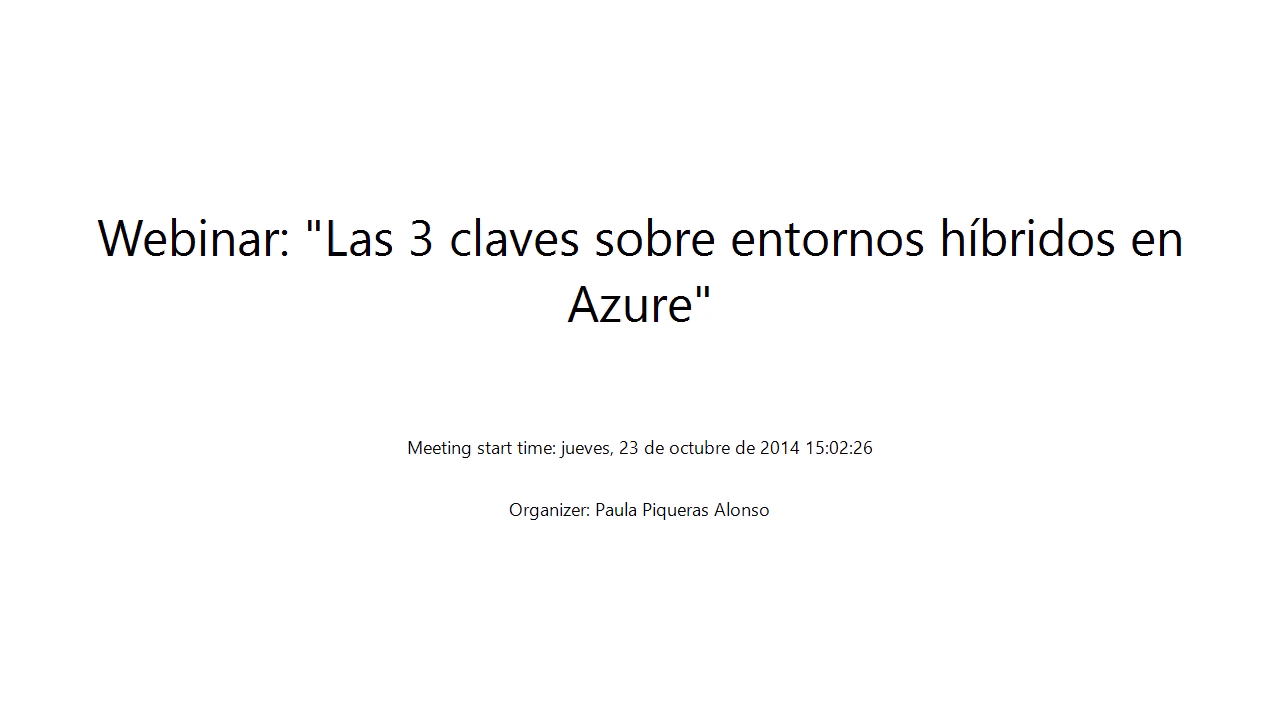 Webinar: "Las 3 claves sobre entornos híbridos en
Azure"
Meeting start time: jueves, 23 de octubre de 2014 15:02:26
Organizer: Paula Piqueras Alonso